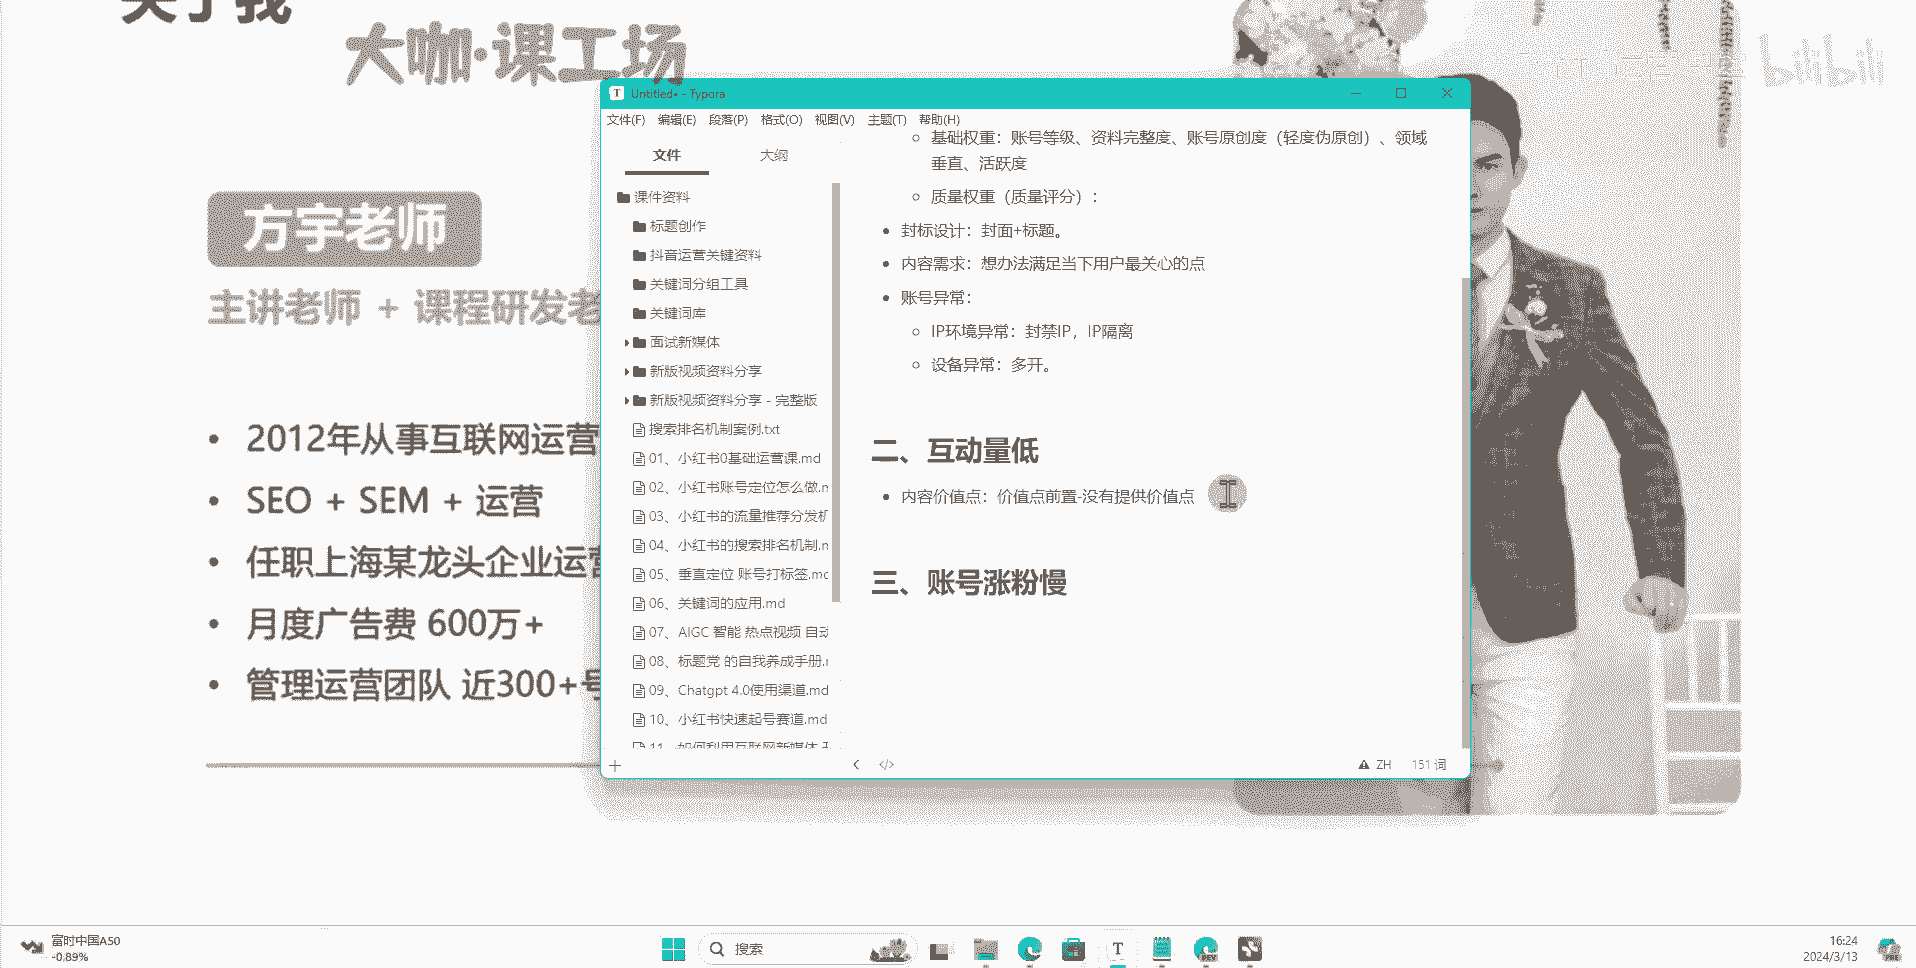 关于我
大咖·课工场
bilibili
方宇老师
主讲老师 + 课程研发老
2012年从事互联网运营
SEO + SEM + 运营
任职上海某龙头企业运营
月度广告费 600万+
管理运营团队 近300+号
Untitled• - Typora
文件(F) 编辑(E) 段落(P) 格式(O) 视图(V) 主题(T) 帮助(H)
文件 大纲
课件资料
标题创作
抖音运营关键资料
关键词分组工具
关键词库
面试新媒体
新版视频资料分享
新版视频资料分享 - 完整版
搜索排名机制案例.txt
01、小红书0基础运营课.md
02、小红书账号定位怎么做.m
03、小红书的流量推荐分发机
04、小红书的搜索排名机制.m
05、垂直定位 账号打标签.md
06、关键词的应用.md
07、AIGC 智能 热点视频 自动
08、标题党 的自我养成手册.m
09、Chatgpt 4.0使用渠道.md
10、小红书快速起号赛道.md
11、如何利用互联网新媒体
基础权重：账号等级、资料完整度、账号原创度（轻度伪原创）、领域
垂直、活跃度
质量权重（质量评分）：
封标设计：封面+标题。
内容需求：想办法满足当下用户最关心的点
账号异常：
IP环境异常：封禁IP，IP隔离
设备异常：多开。
二、互动量低
内容价值点：价值点前置-没有提供价值点
三、账号涨粉慢
ZH 151 词
富时中国A50
-0.89%
搜索
16:24
2024/3/13